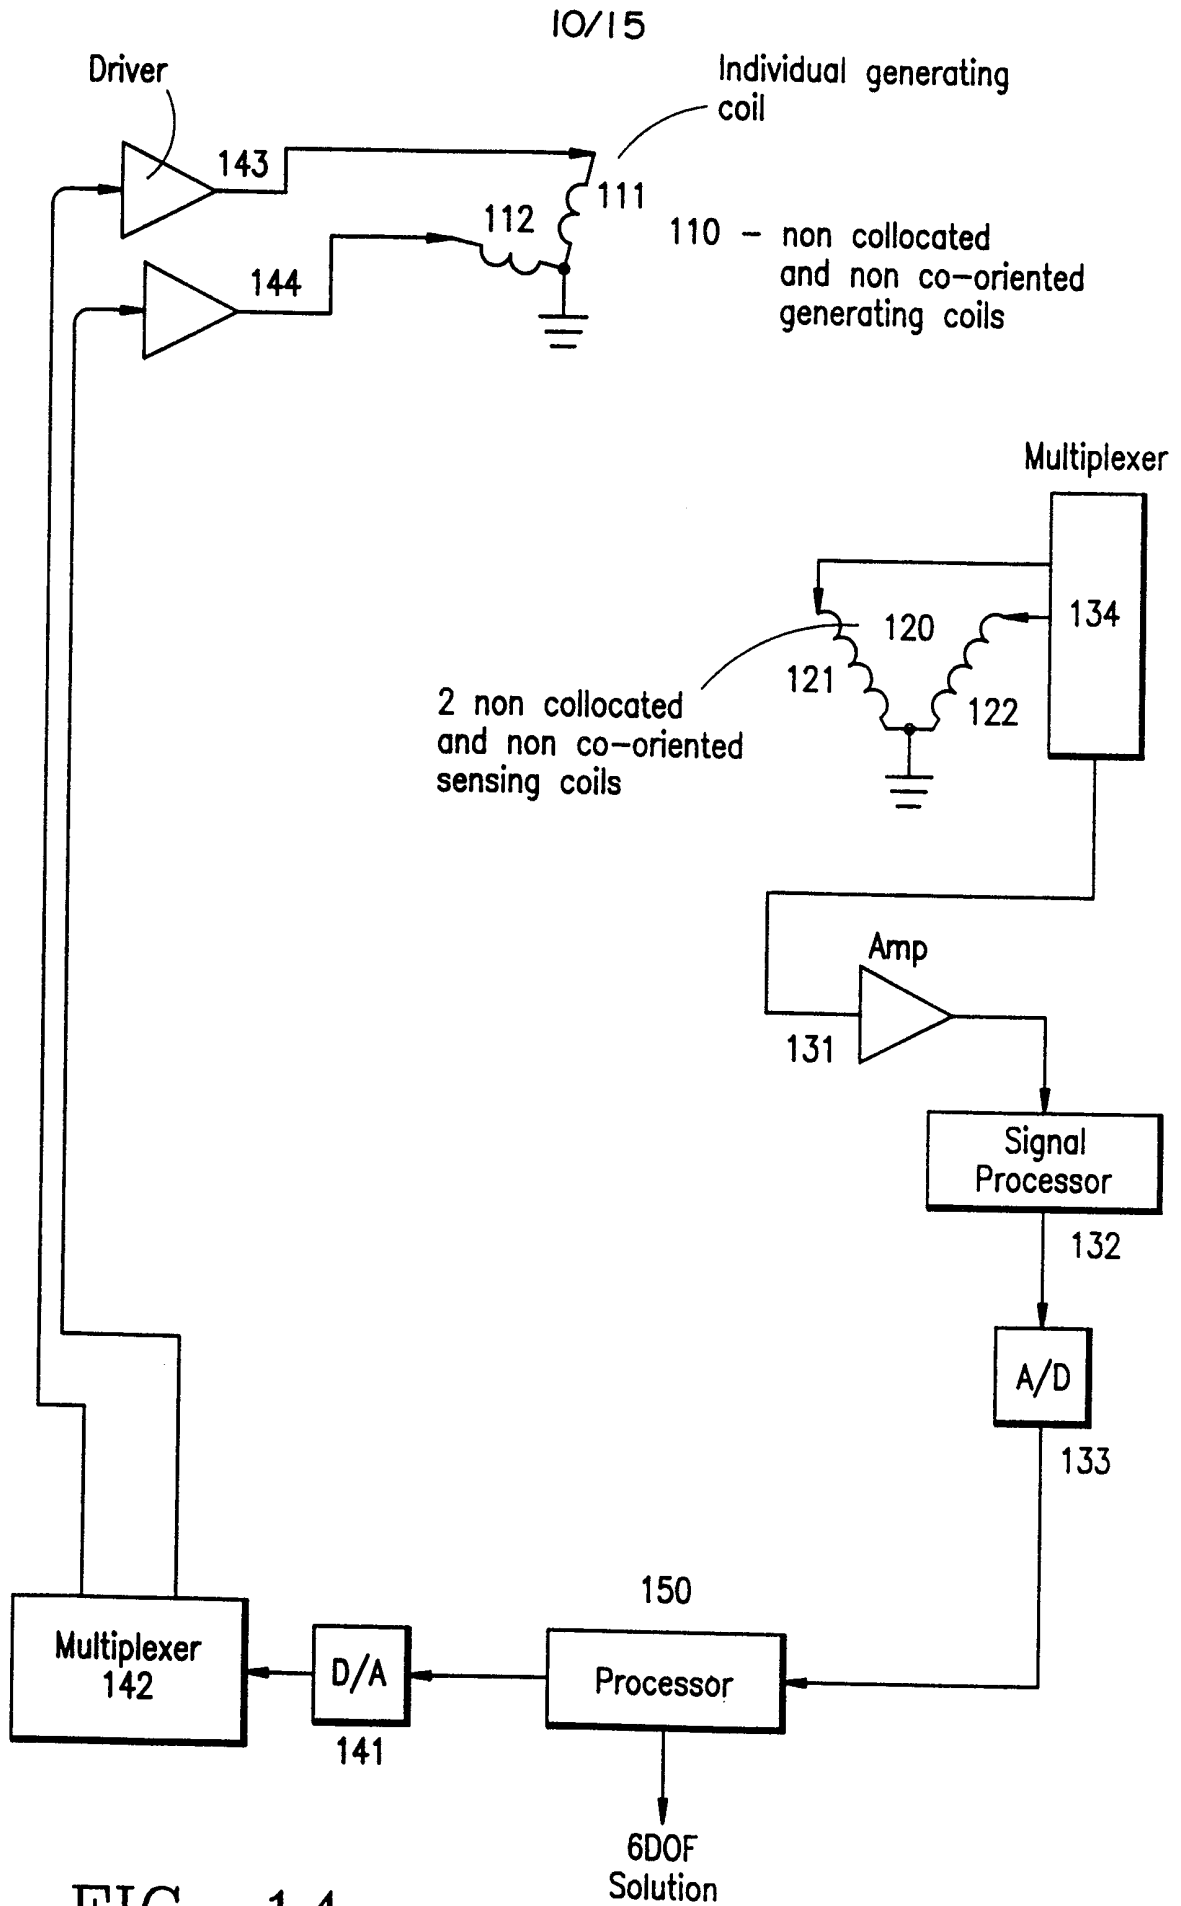 10/15
Driver
Individual generating
coil
143
111
112
110 - non collocated
and non co-oriented
generating coils
144
Multiplexer
134
120
121
122
2 non collocated
and non co-oriented
sensing coils
Amp
131
Signal
Processor
132
A/D
133
150
Multiplexer
142
D/A
Processor
141
6DOF
Solution
FIG. 14